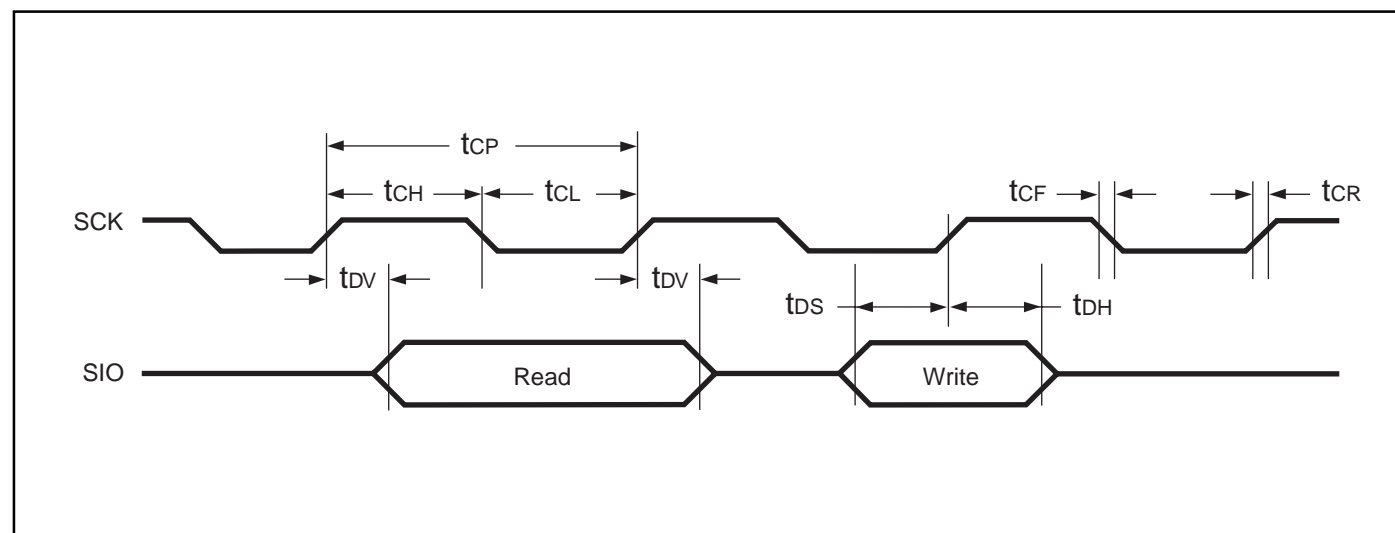 tCP
tCH tCL tCF tCR
SCK
tDV tDV tDS tDH
SIO Read Write